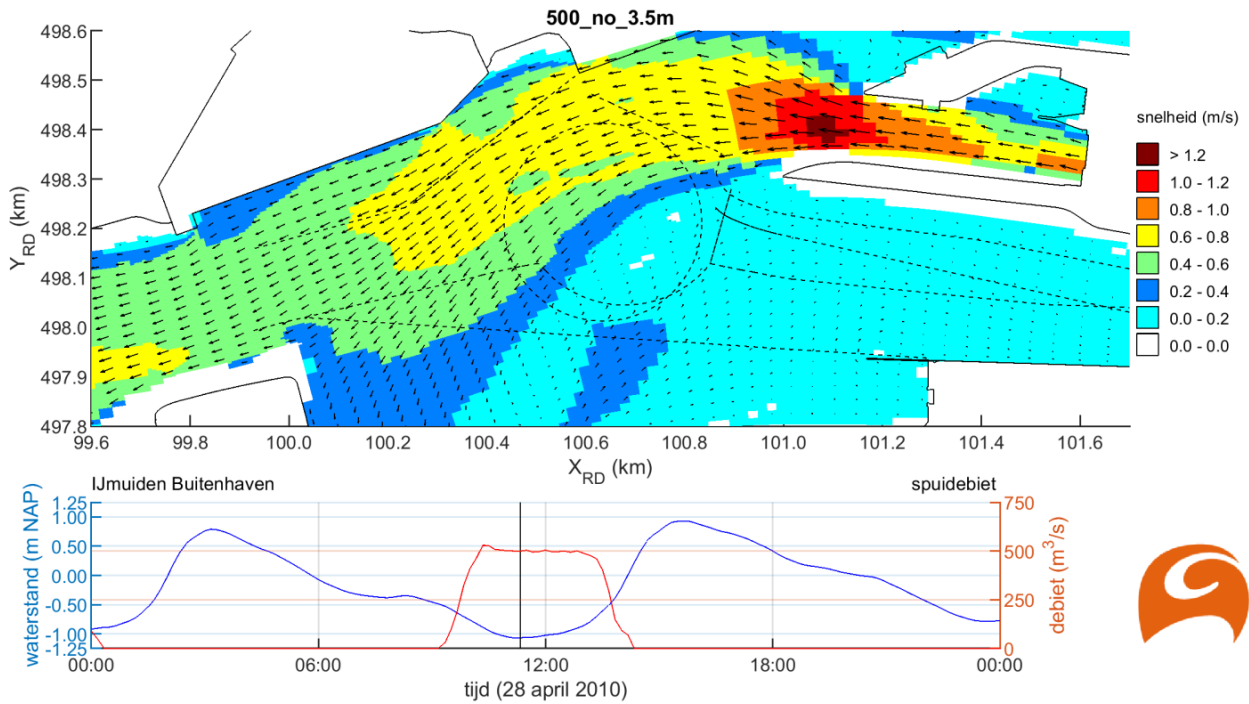 500_no_3.5m
498.6
498.5
498.4
498.3
498.2
498.1
498.0
497.9
497.8
Y_RD (km)
99.6 99.8 100.0 100.2 100.4 100.6 100.8 101.0 101.2 101.4 101.6
X_RD (km)
snelheid (m/s)
> 1.2
1.0 - 1.2
0.8 - 1.0
0.6 - 0.8
0.4 - 0.6
0.2 - 0.4
0.0 - 0.2
0.0 - 0.0
IJmuiden Buitenhaven spuidebiet
waterstand (m NAP)
1.25
1.00
0.50
0.00
-0.50
-1.00
-1.25
750
500
250
0
debiet (m³/s)
00:00 06:00 12:00 18:00 00:00
tijd (28 april 2010)